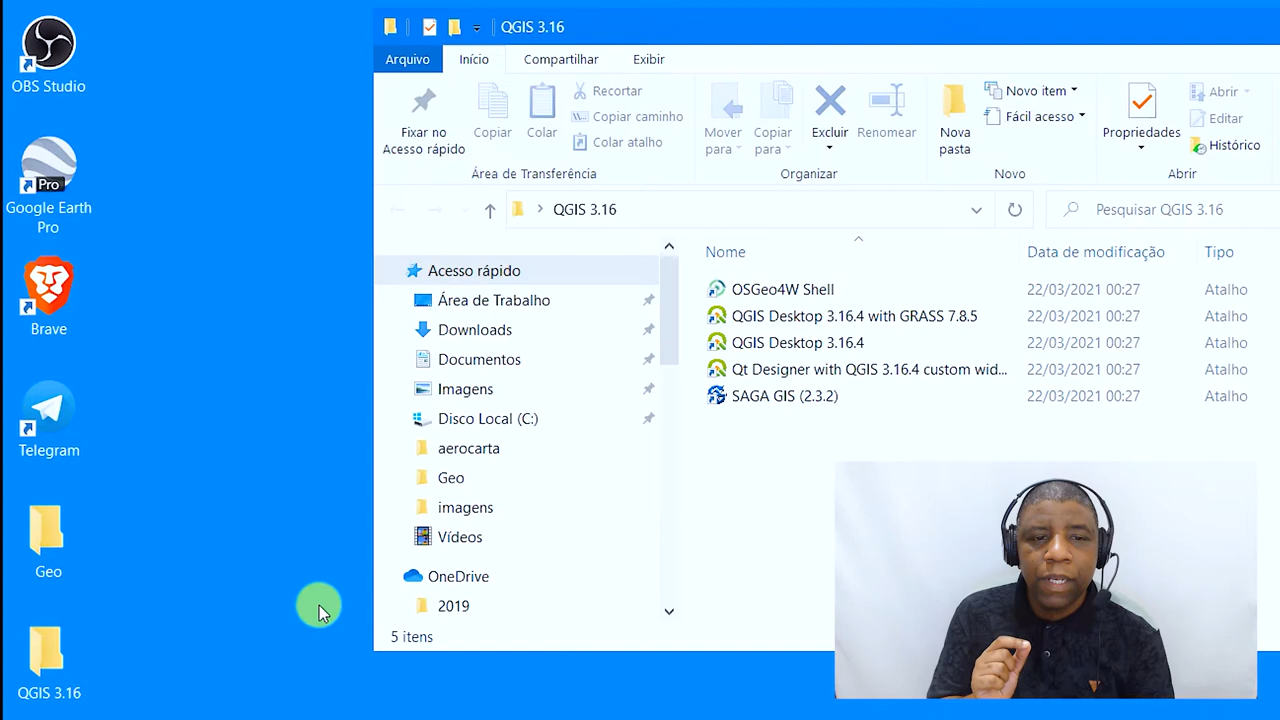 OBS Studio
Pro
Google Earth
Pro
Brave
Telegram
Geo
QGIS 3.16
QGIS 3.16
Arquivo
Início
Compartilhar
Exibir
Fixar no
Acesso rápido
Copiar
Colar
Recortar
Copiar caminho
Colar atalho
Área de Transferência
Mover
para
Copiar
para
Excluir
Renomear
Organizar
Nova
pasta
Novo item
Fácil acesso
Novo
Propriedades
Abrir
Editar
Histórico
Abrir
QGIS 3.16
Pesquisar QGIS 3.16
Acesso rápido
Área de Trabalho
Downloads
Documentos
Imagens
Disco Local (C:)
aerocarta
Geo
imagens
Vídeos
OneDrive
2019
Nome Data de modificação Tipo
OSGeo4W Shell 22/03/2021 00:27 Atalho
QGIS Desktop 3.16.4 with GRASS 7.8.5 22/03/2021 00:27 Atalho
QGIS Desktop 3.16.4 22/03/2021 00:27 Atalho
Qt Designer with QGIS 3.16.4 custom wid... 22/03/2021 00:27 Atalho
SAGA GIS (2.3.2) 22/03/2021 00:27 Atalho
5 itens